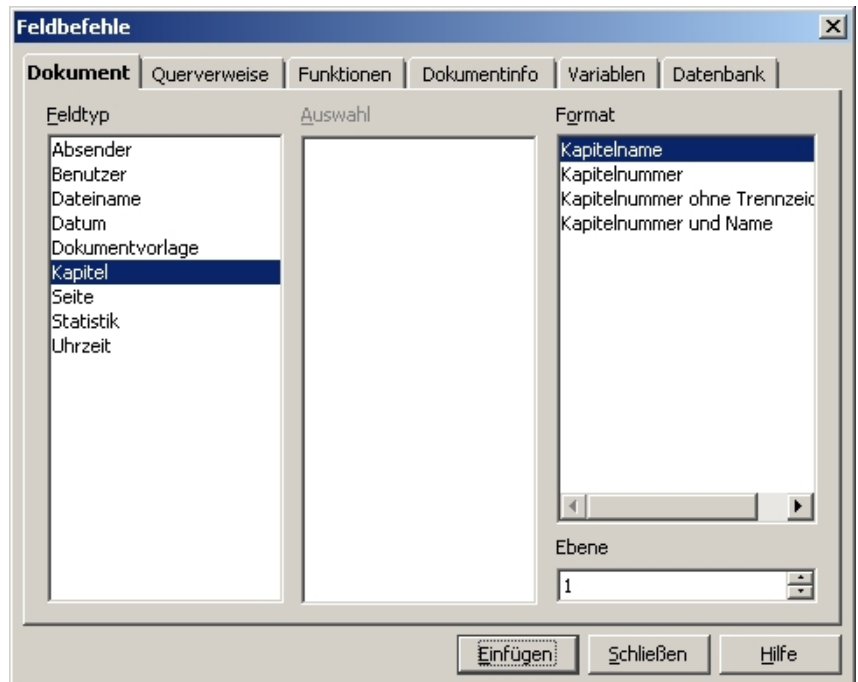 Feldbefehle
Dokument Querverweise Funktionen Dokumentinfo Variablen Datenbank
Feldtyp
Absender
Benutzer
Dateiname
Datum
Dokumentvorlage
Kapitel
Seite
Statistik
Uhrzeit
Auswahl
Format
Kapitelname
Kapitelnummer
Kapitelnummer ohne Trennzeic
Kapitelnummer und Name
Ebene
1
Einfügen Schließen Hilfe